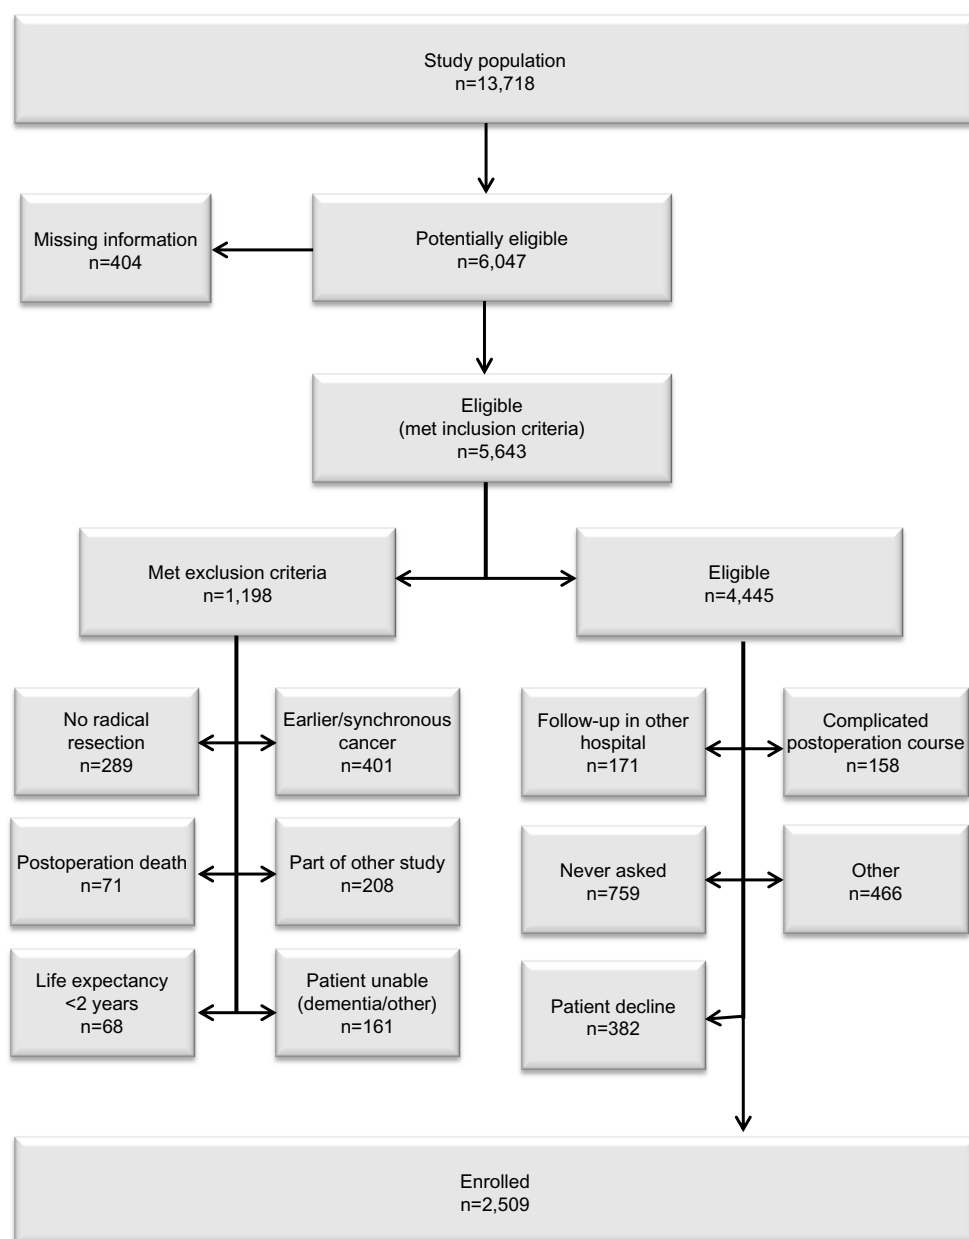 Study population
n=13,718
Missing information
n=404
Potentially eligible
n=6,047
Eligible
(met inclusion criteria)
n=5,643
Met exclusion criteria
n=1,198
Eligible
n=4,445
No radical
resection
n=289
Earlier/synchronous
cancer
n=401
Follow-up in other
hospital
n=171
Complicated
postoperation course
n=158
Postoperation death
n=71
Part of other study
n=208
Never asked
n=759
Other
n=466
Life expectancy
<2 years
n=68
Patient unable
(dementia/other)
n=161
Patient decline
n=382
Enrolled
n=2,509